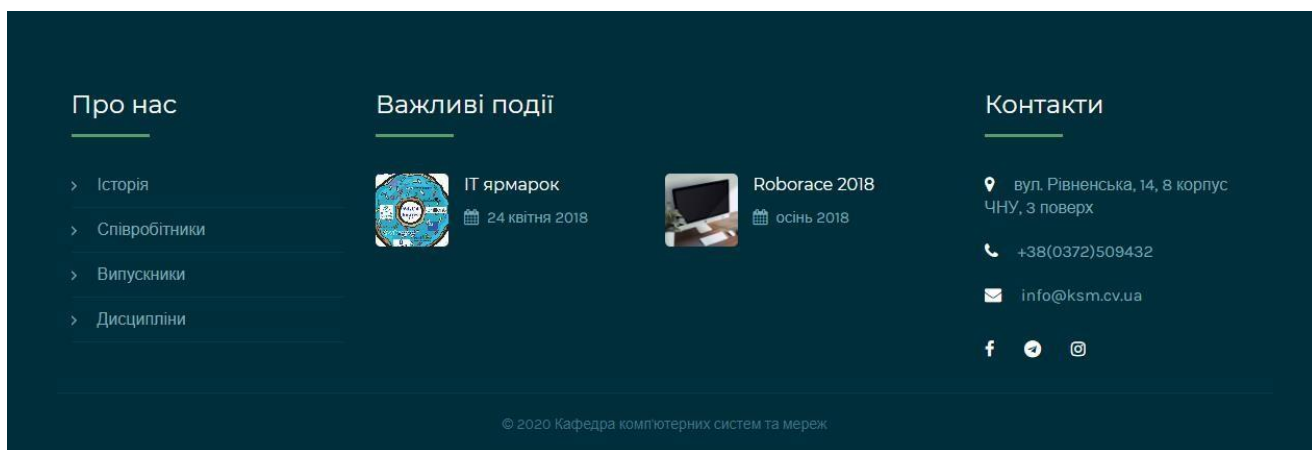 Про нас
Історія
Співробітники
Випускники
Дисципліни
Важливі події
IT ярмарок
24 квітня 2018
Roborace 2018
осінь 2018
Контакти
вул. Рівненська, 14, 8 корпус
ЧНУ, 3 поверх
+38(0372)509432
info@ksm.cv.ua
© 2020 Кафедра комп'ютерних систем та мереж